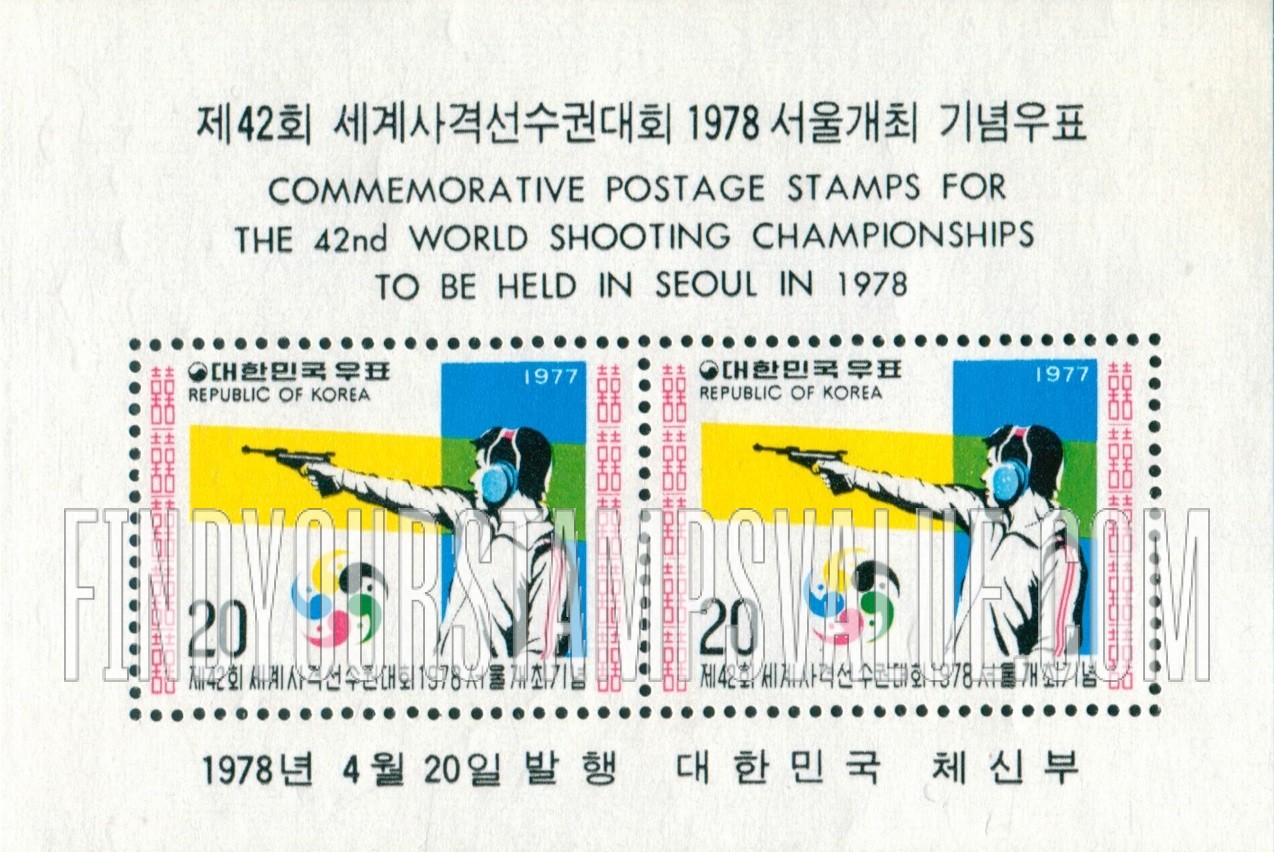 제42회 세계사격선수권대회 1978 서울개최 기념우표
COMMEMORATIVE POSTAGE STAMPS FOR
THE 42nd WORLD SHOOTING CHAMPIONSHIPS
TO BE HELD IN SEOUL IN 1978
대한민국우표
REPUBLIC OF KOREA
1977
20
제42회 세계사격선수권대회 1978 서울개최기념
대한민국우표
REPUBLIC OF KOREA
1977
20
제42회 세계사격선수권대회 1978 서울개최기념
FINDYOURSTAMPSVALUE.COM
1978년 4월 20일 발행 대한민국 체신부